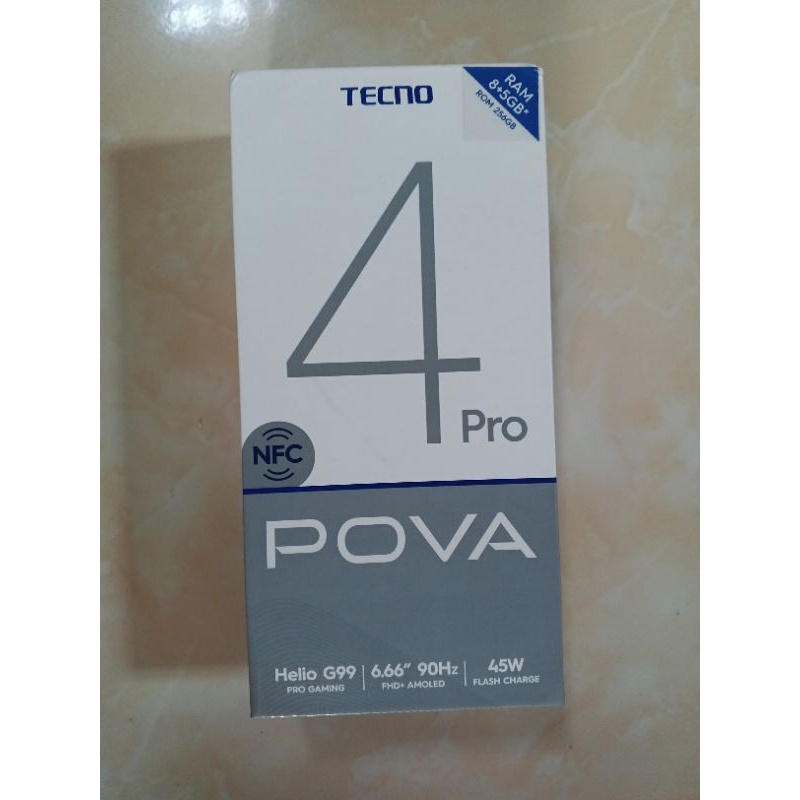 TECNO
RAM
8+5GB*
ROM 256GB
4
Pro
NFC
POVA
Helio G99
PRO GAMING
6.66" 90Hz
FHD+ AMOLED
45W
FLASH CHARGE